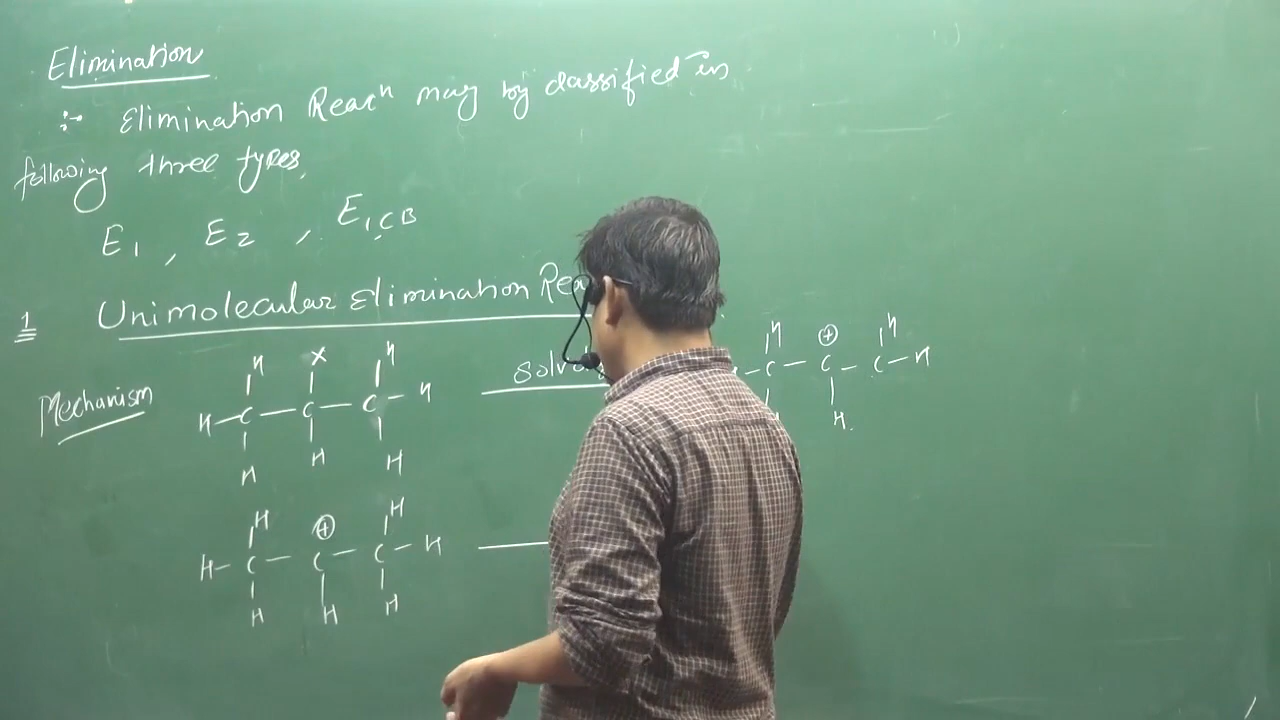 Elimination
:- Elimination Reacⁿ may by classified in
following three types.
E1 , E2 , E1CB
1 Unimolecular Elimination Rea
Mechanism
H X H
H-C-C-C-H
H H H
H ⊕ H
C-C-C-H
H.
H ⊕ H
H-C-C-C-H
H H H